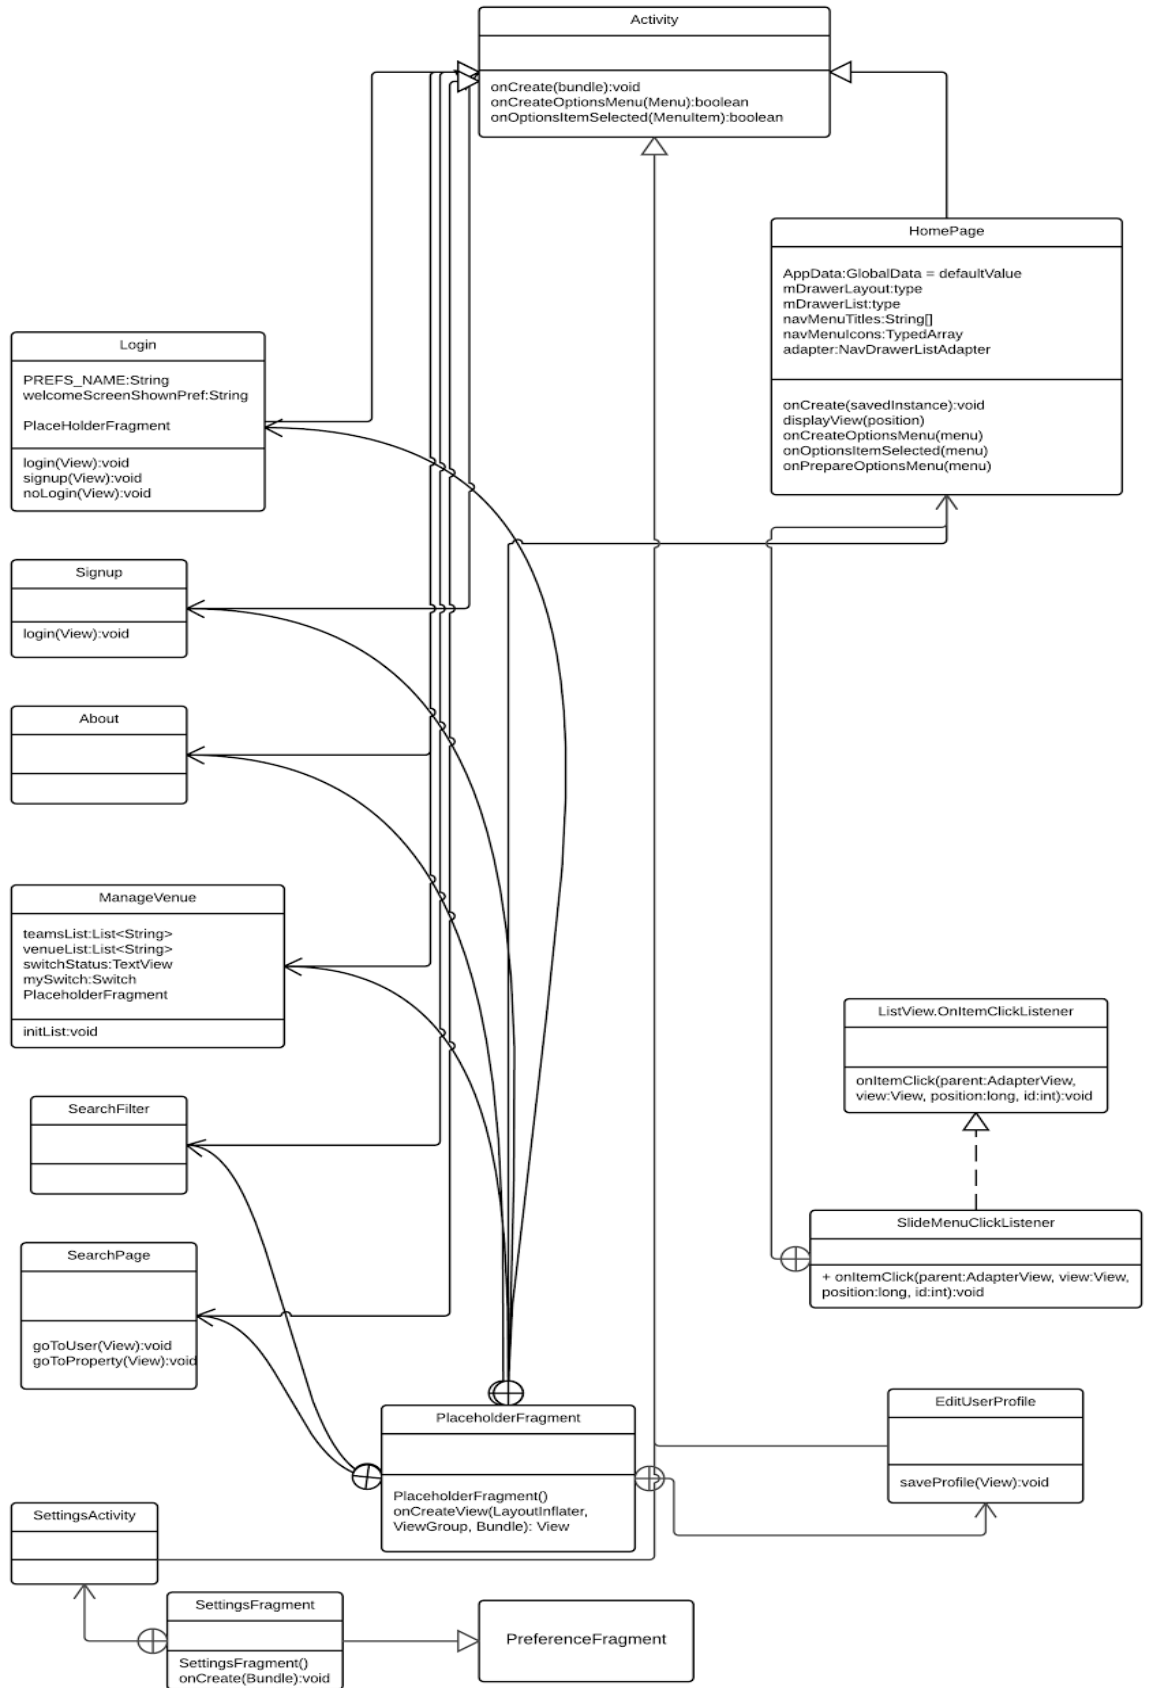 Activity
onCreate(bundle):void
onCreateOptionsMenu(Menu):boolean
onOptionsItemSelected(MenuItem):boolean
HomePage
AppData:GlobalData = defaultValue
mDrawerLayout:type
mDrawerList:type
navMenuTitles:String[]
navMenuIcons:TypedArray
adapter:NavDrawerListAdapter
onCreate(savedInstance):void
displayView(position)
onCreateOptionsMenu(menu)
onOptionsItemSelected(menu)
onPrepareOptionsMenu(menu)
Login
PREFS_NAME:String
welcomeScreenShownPref:String
PlaceHolderFragment
login(View):void
signup(View):void
noLogin(View):void
Signup
login(View):void
About
ManageVenue
teamsList:List<String>
venueList:List<String>
switchStatus:TextView
mySwitch:Switch
PlaceholderFragment
initList:void
ListView.OnItemClickListener
onItemClick(parent:AdapterView,
view:View, position:long, id:int):void
SearchFilter
SlideMenuClickListener
+ onItemClick(parent:AdapterView, view:View,
position:long, id:int):void
SearchPage
goToUser(View):void
goToProperty(View):void
PlaceholderFragment
PlaceholderFragment()
onCreateView(LayoutInflater,
ViewGroup, Bundle): View
EditUserProfile
saveProfile(View):void
SettingsActivity
SettingsFragment
SettingsFragment()
onCreate(Bundle):void
PreferenceFragment